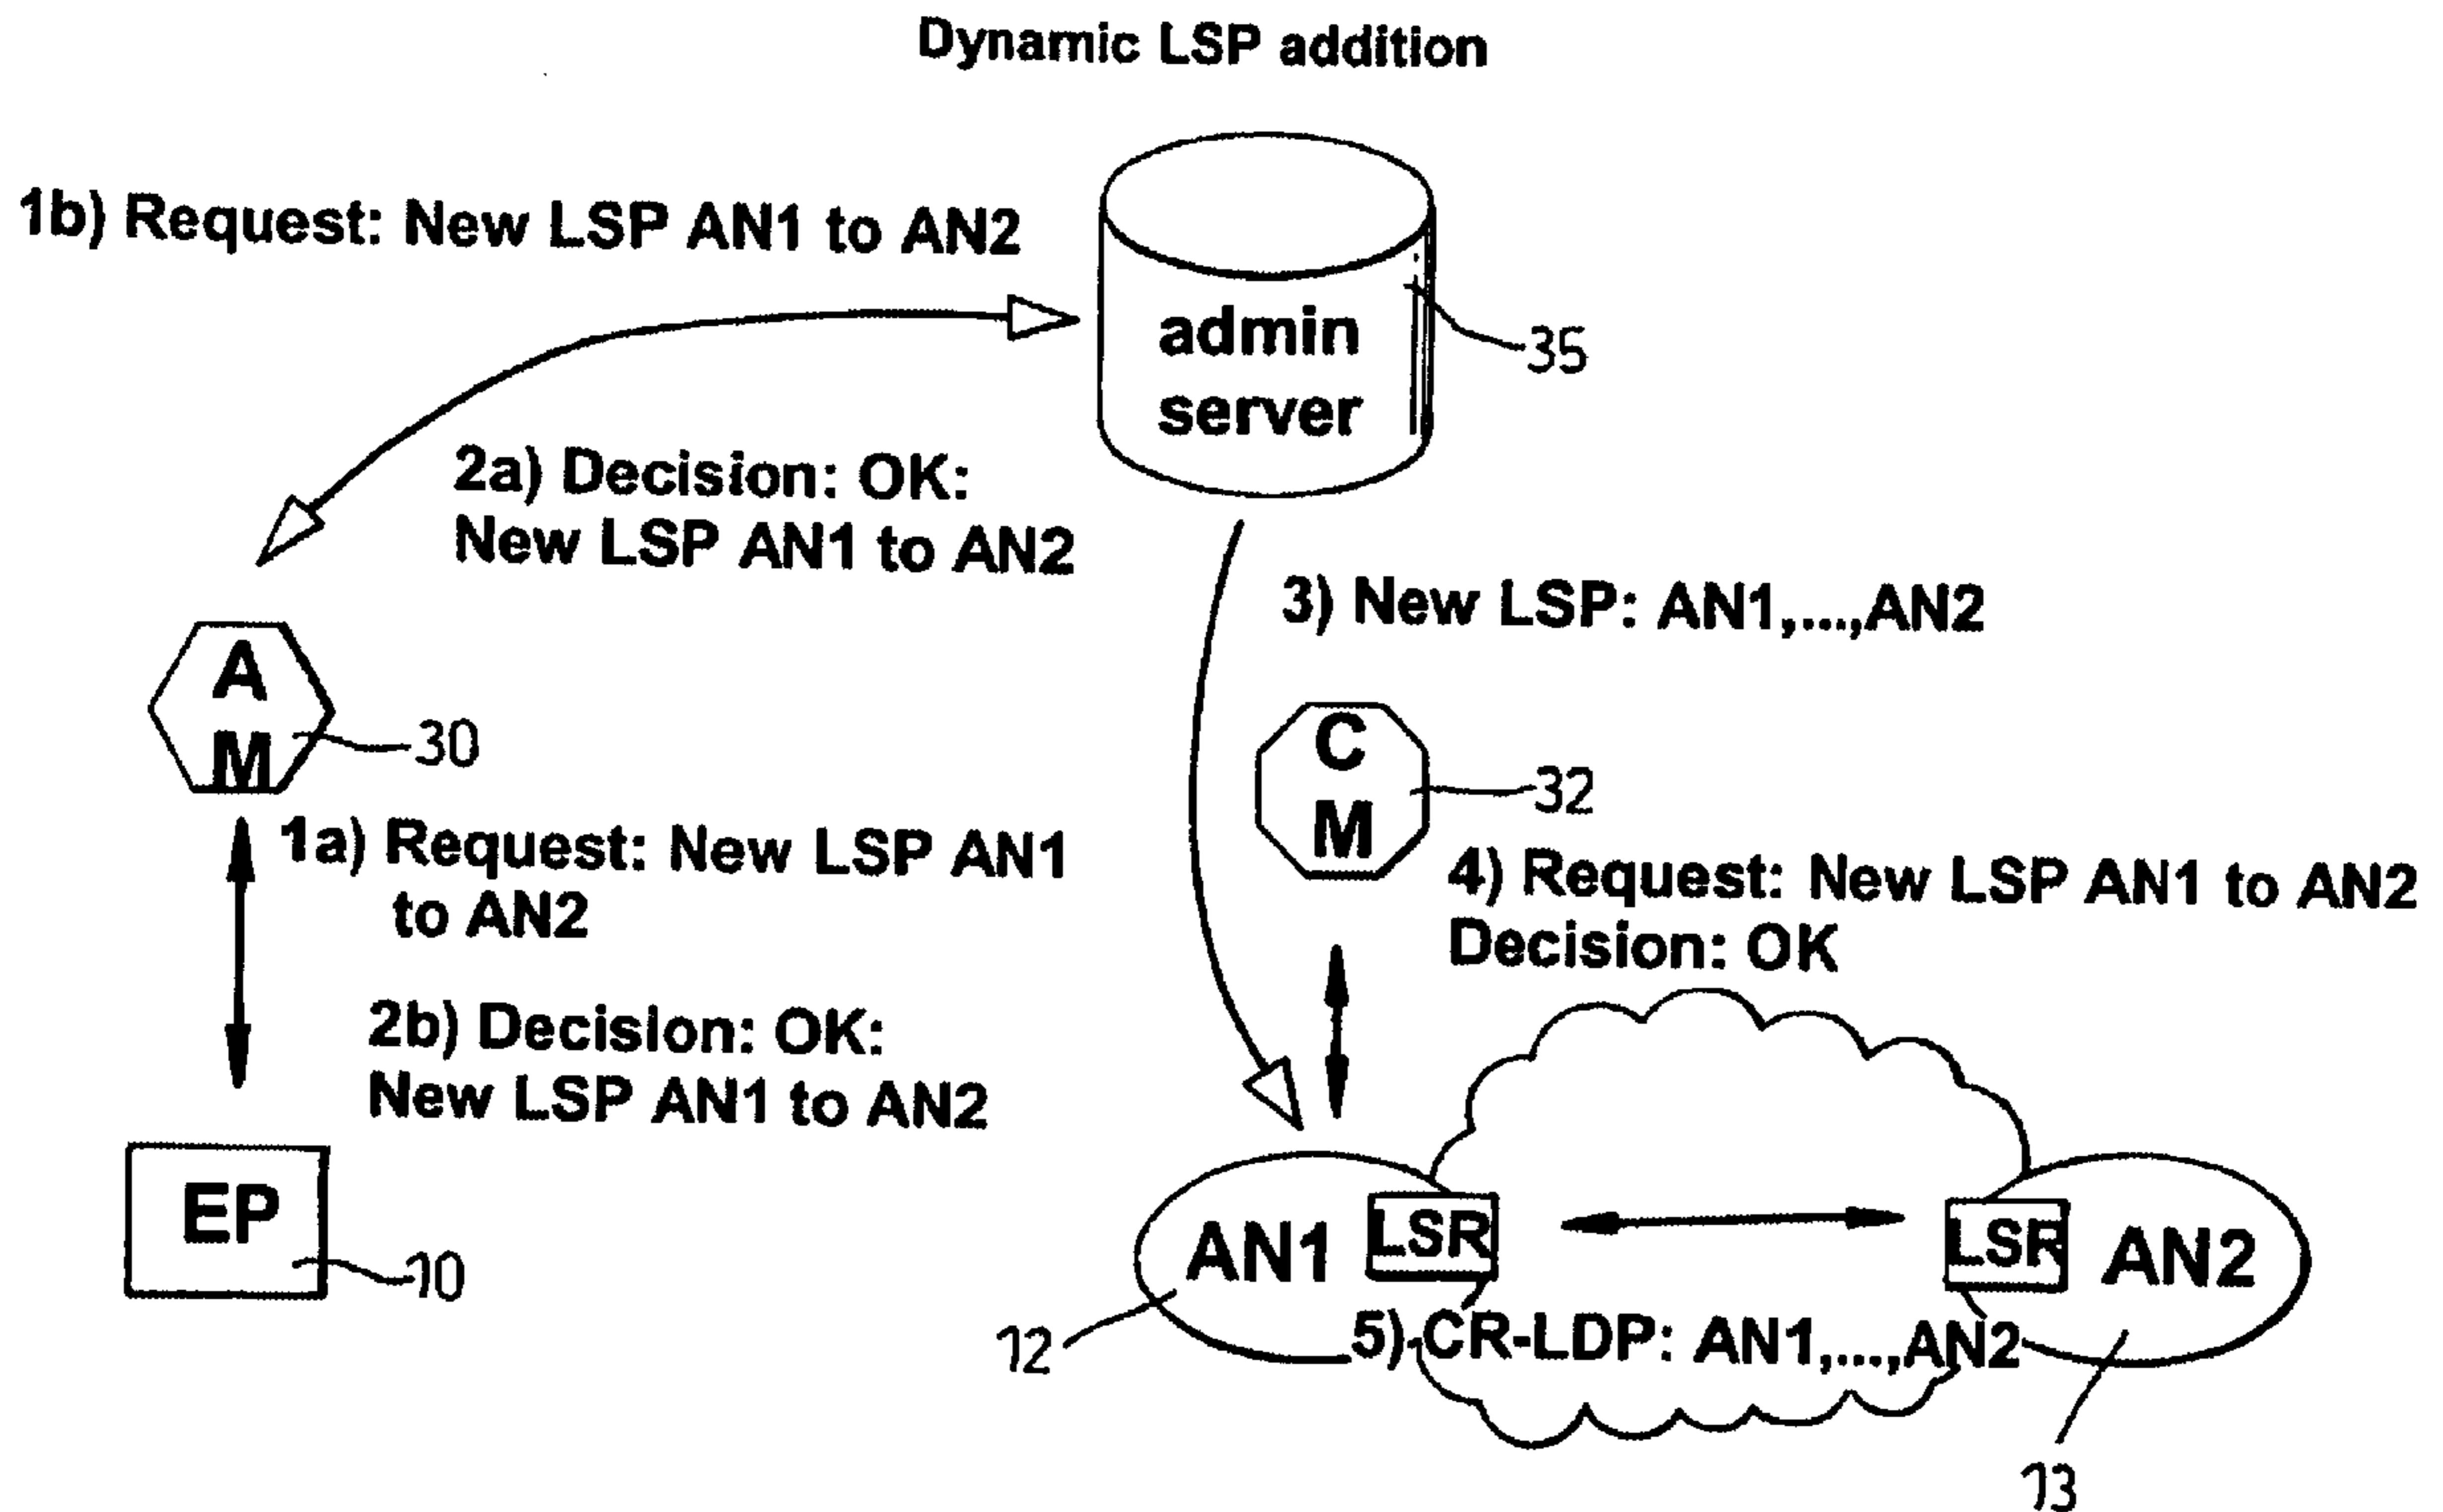 Dynamic LSP addition
1b) Request: New LSP AN1 to AN2
admin
server
35
2a) Decision: OK:
New LSP AN1 to AN2
3) New LSP: AN1,...,AN2
A
M
30
C
M
32
1a) Request: New LSP AN1
to AN2
4) Request: New LSP AN1 to AN2
Decision: OK
2b) Decision: OK:
New LSP AN1 to AN2
EP
10
AN1
LSR
LSR
AN2
12
5) CR-LDP: AN1,...,AN2
13